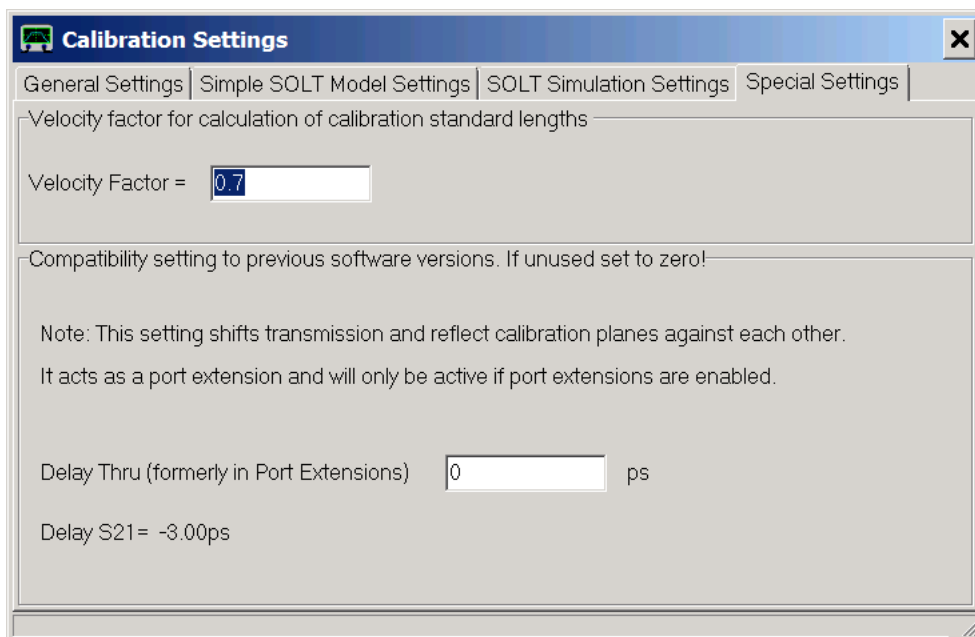 Calibration Settings
General Settings Simple SOLT Model Settings SOLT Simulation Settings Special Settings
Velocity factor for calculation of calibration standard lengths
Velocity Factor = 0.7
Compatibility setting to previous software versions. If unused set to zero!
Note: This setting shifts transmission and reflect calibration planes against each other.
It acts as a port extension and will only be active if port extensions are enabled.
Delay Thru (formerly in Port Extensions) 0 ps
Delay S21= -3.00ps